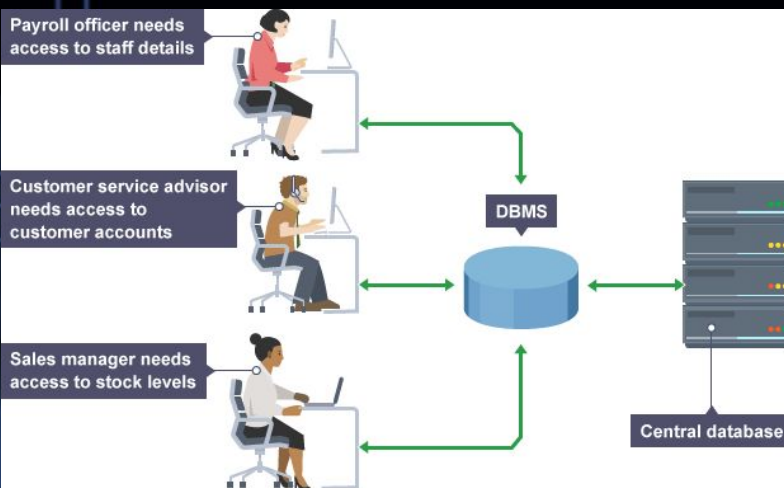 Payroll officer needs
access to staff details
Customer service advisor
needs access to
customer accounts
DBMS
Sales manager needs
access to stock levels
Central database